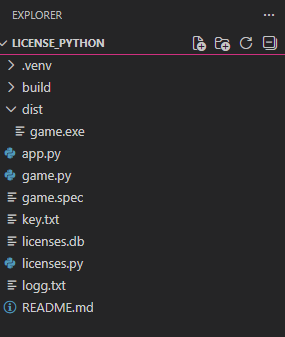 EXPLORER
LICENSE_PYTHON
.venv
build
dist
game.exe
app.py
game.py
game.spec
key.txt
licenses.db
licenses.py
logg.txt
README.md